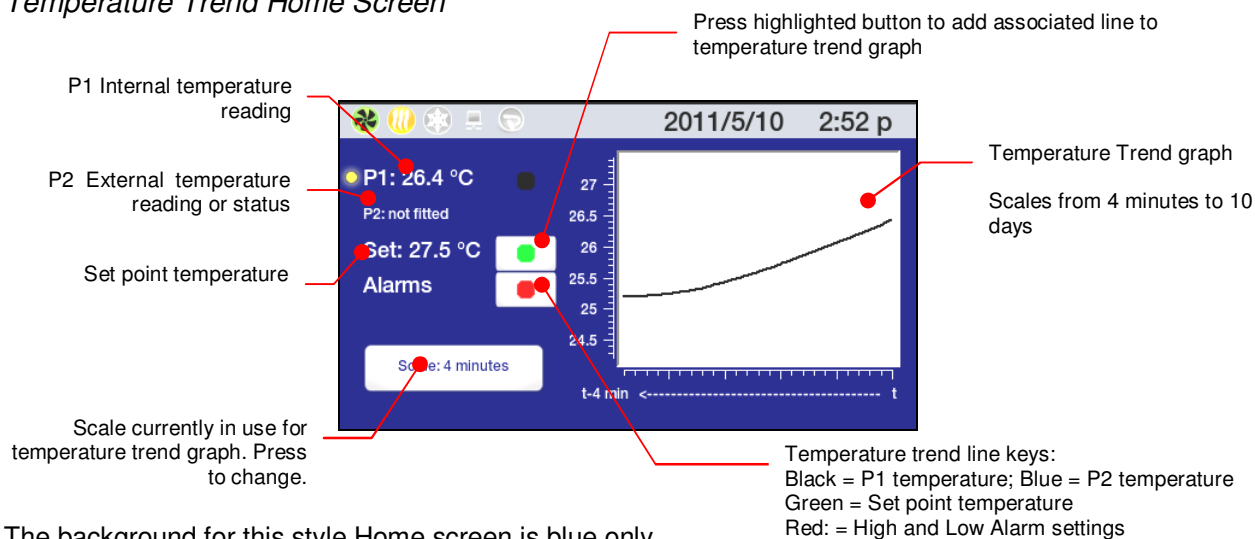 Temperature Trend Home Screen
Press highlighted button to add associated line to
temperature trend graph
P1 Internal temperature
reading
P2 External temperature
reading or status
Set point temperature
Scale currently in use for
temperature trend graph. Press
to change.
2011/5/10 2:52 p
P1: 26.4 °C
P2: not fitted
Set: 27.5 °C
Alarms
Scale: 4 minutes
27
26.5
26
25.5
25
24.5
t-4 min <---------------------------------------- t
Temperature Trend graph
Scales from 4 minutes to 10
days
Temperature trend line keys:
Black = P1 temperature; Blue = P2 temperature
Green = Set point temperature
Red: = High and Low Alarm settings
The background for this style Home screen is blue only